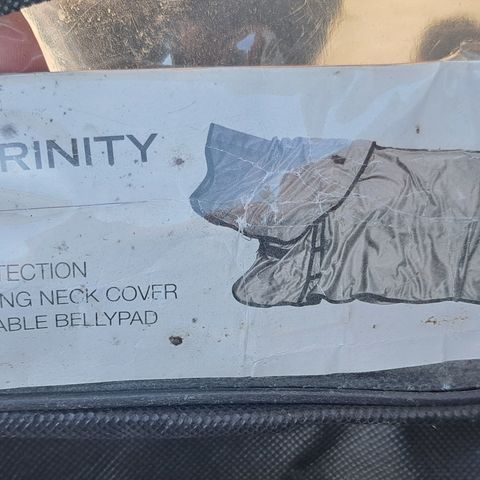 RINITY
TECTION
NG NECK COVER
ABLE BELLYPAD